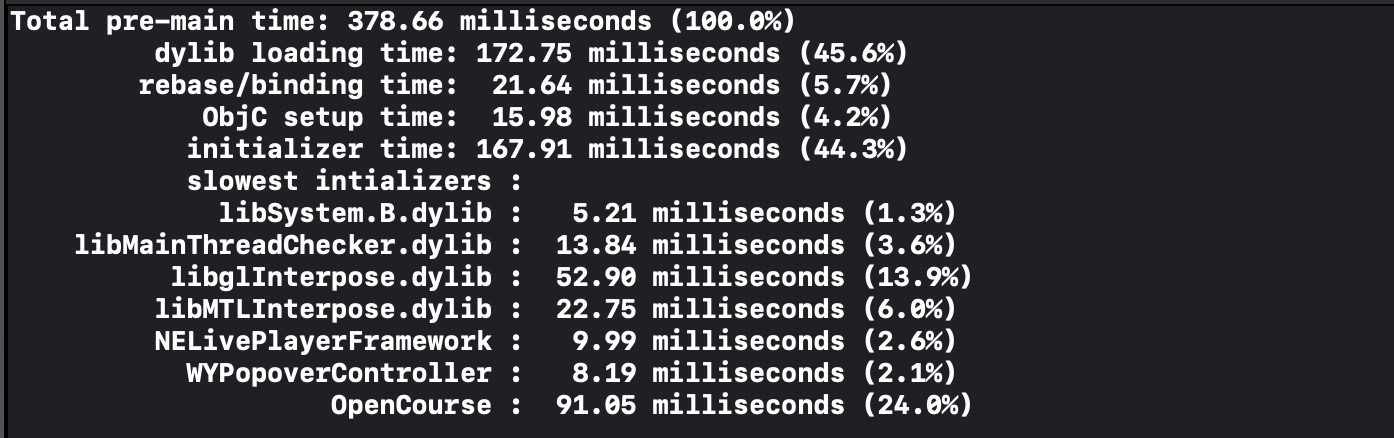 Total pre-main time: 378.66 milliseconds (100.0%)
dylib loading time: 172.75 milliseconds (45.6%)
rebase/binding time:  21.64 milliseconds (5.7%)
ObjC setup time:  15.98 milliseconds (4.2%)
initializer time: 167.91 milliseconds (44.3%)
slowest intializers :
libSystem.B.dylib :   5.21 milliseconds (1.3%)
libMainThreadChecker.dylib :  13.84 milliseconds (3.6%)
libglInterpose.dylib :  52.90 milliseconds (13.9%)
libMTLInterpose.dylib :  22.75 milliseconds (6.0%)
NELivePlayerFramework :   9.99 milliseconds (2.6%)
WYPopoverController :   8.19 milliseconds (2.1%)
OpenCourse :  91.05 milliseconds (24.0%)